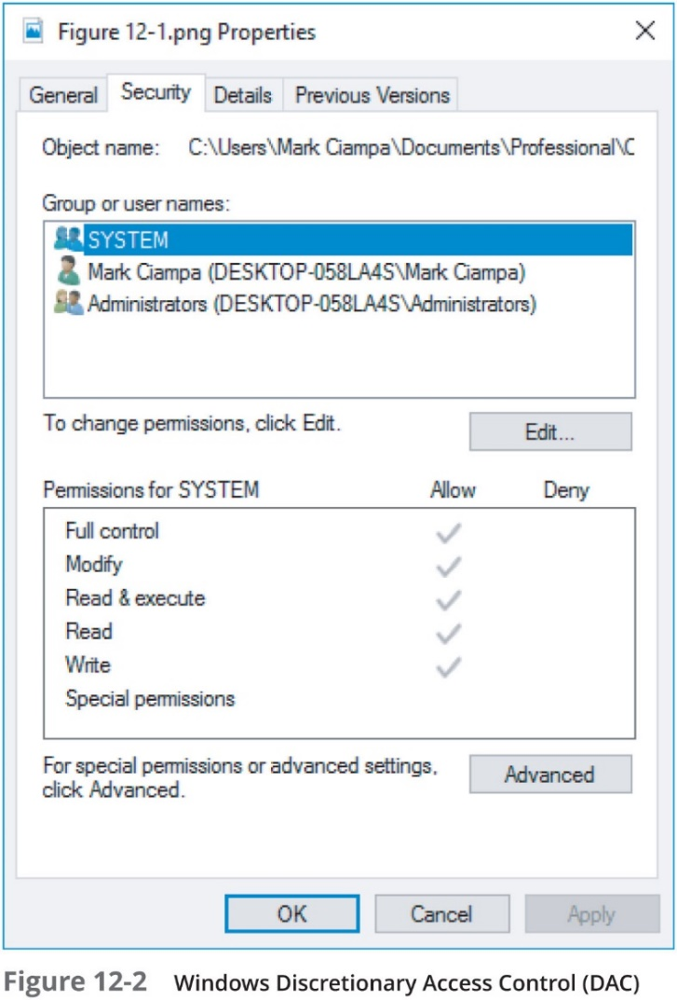 Figure 12-1.png Properties
General Security Details Previous Versions
Object name: C:\Users\Mark Ciampa\Documents\Professional\C
Group or user names:
SYSTEM
Mark Ciampa (DESKTOP-058LA4S\Mark Ciampa)
Administrators (DESKTOP-058LA4S\Administrators)
To change permissions, click Edit.
Edit...
Permissions for SYSTEM Allow Deny
Full control
Modify
Read & execute
Read
Write
Special permissions
For special permissions or advanced settings,
click Advanced.
Advanced
OK Cancel Apply
Figure 12-2 Windows Discretionary Access Control (DAC)